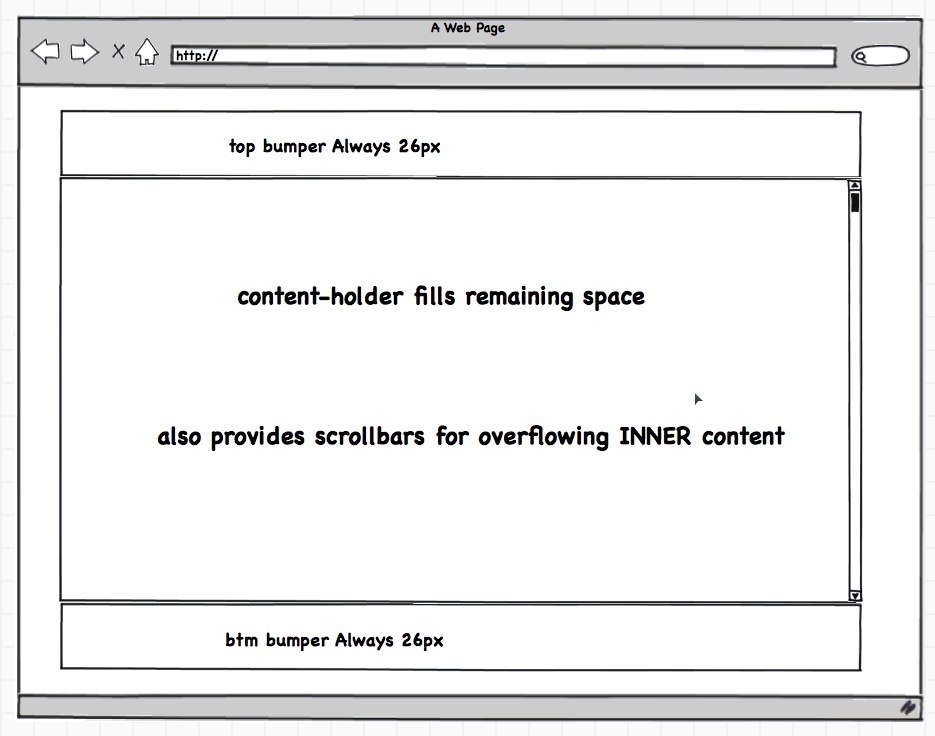 A Web Page
http://
top bumper Always 26px
content-holder fills remaining space
also provides scrollbars for overflowing INNER content
btm bumper Always 26px